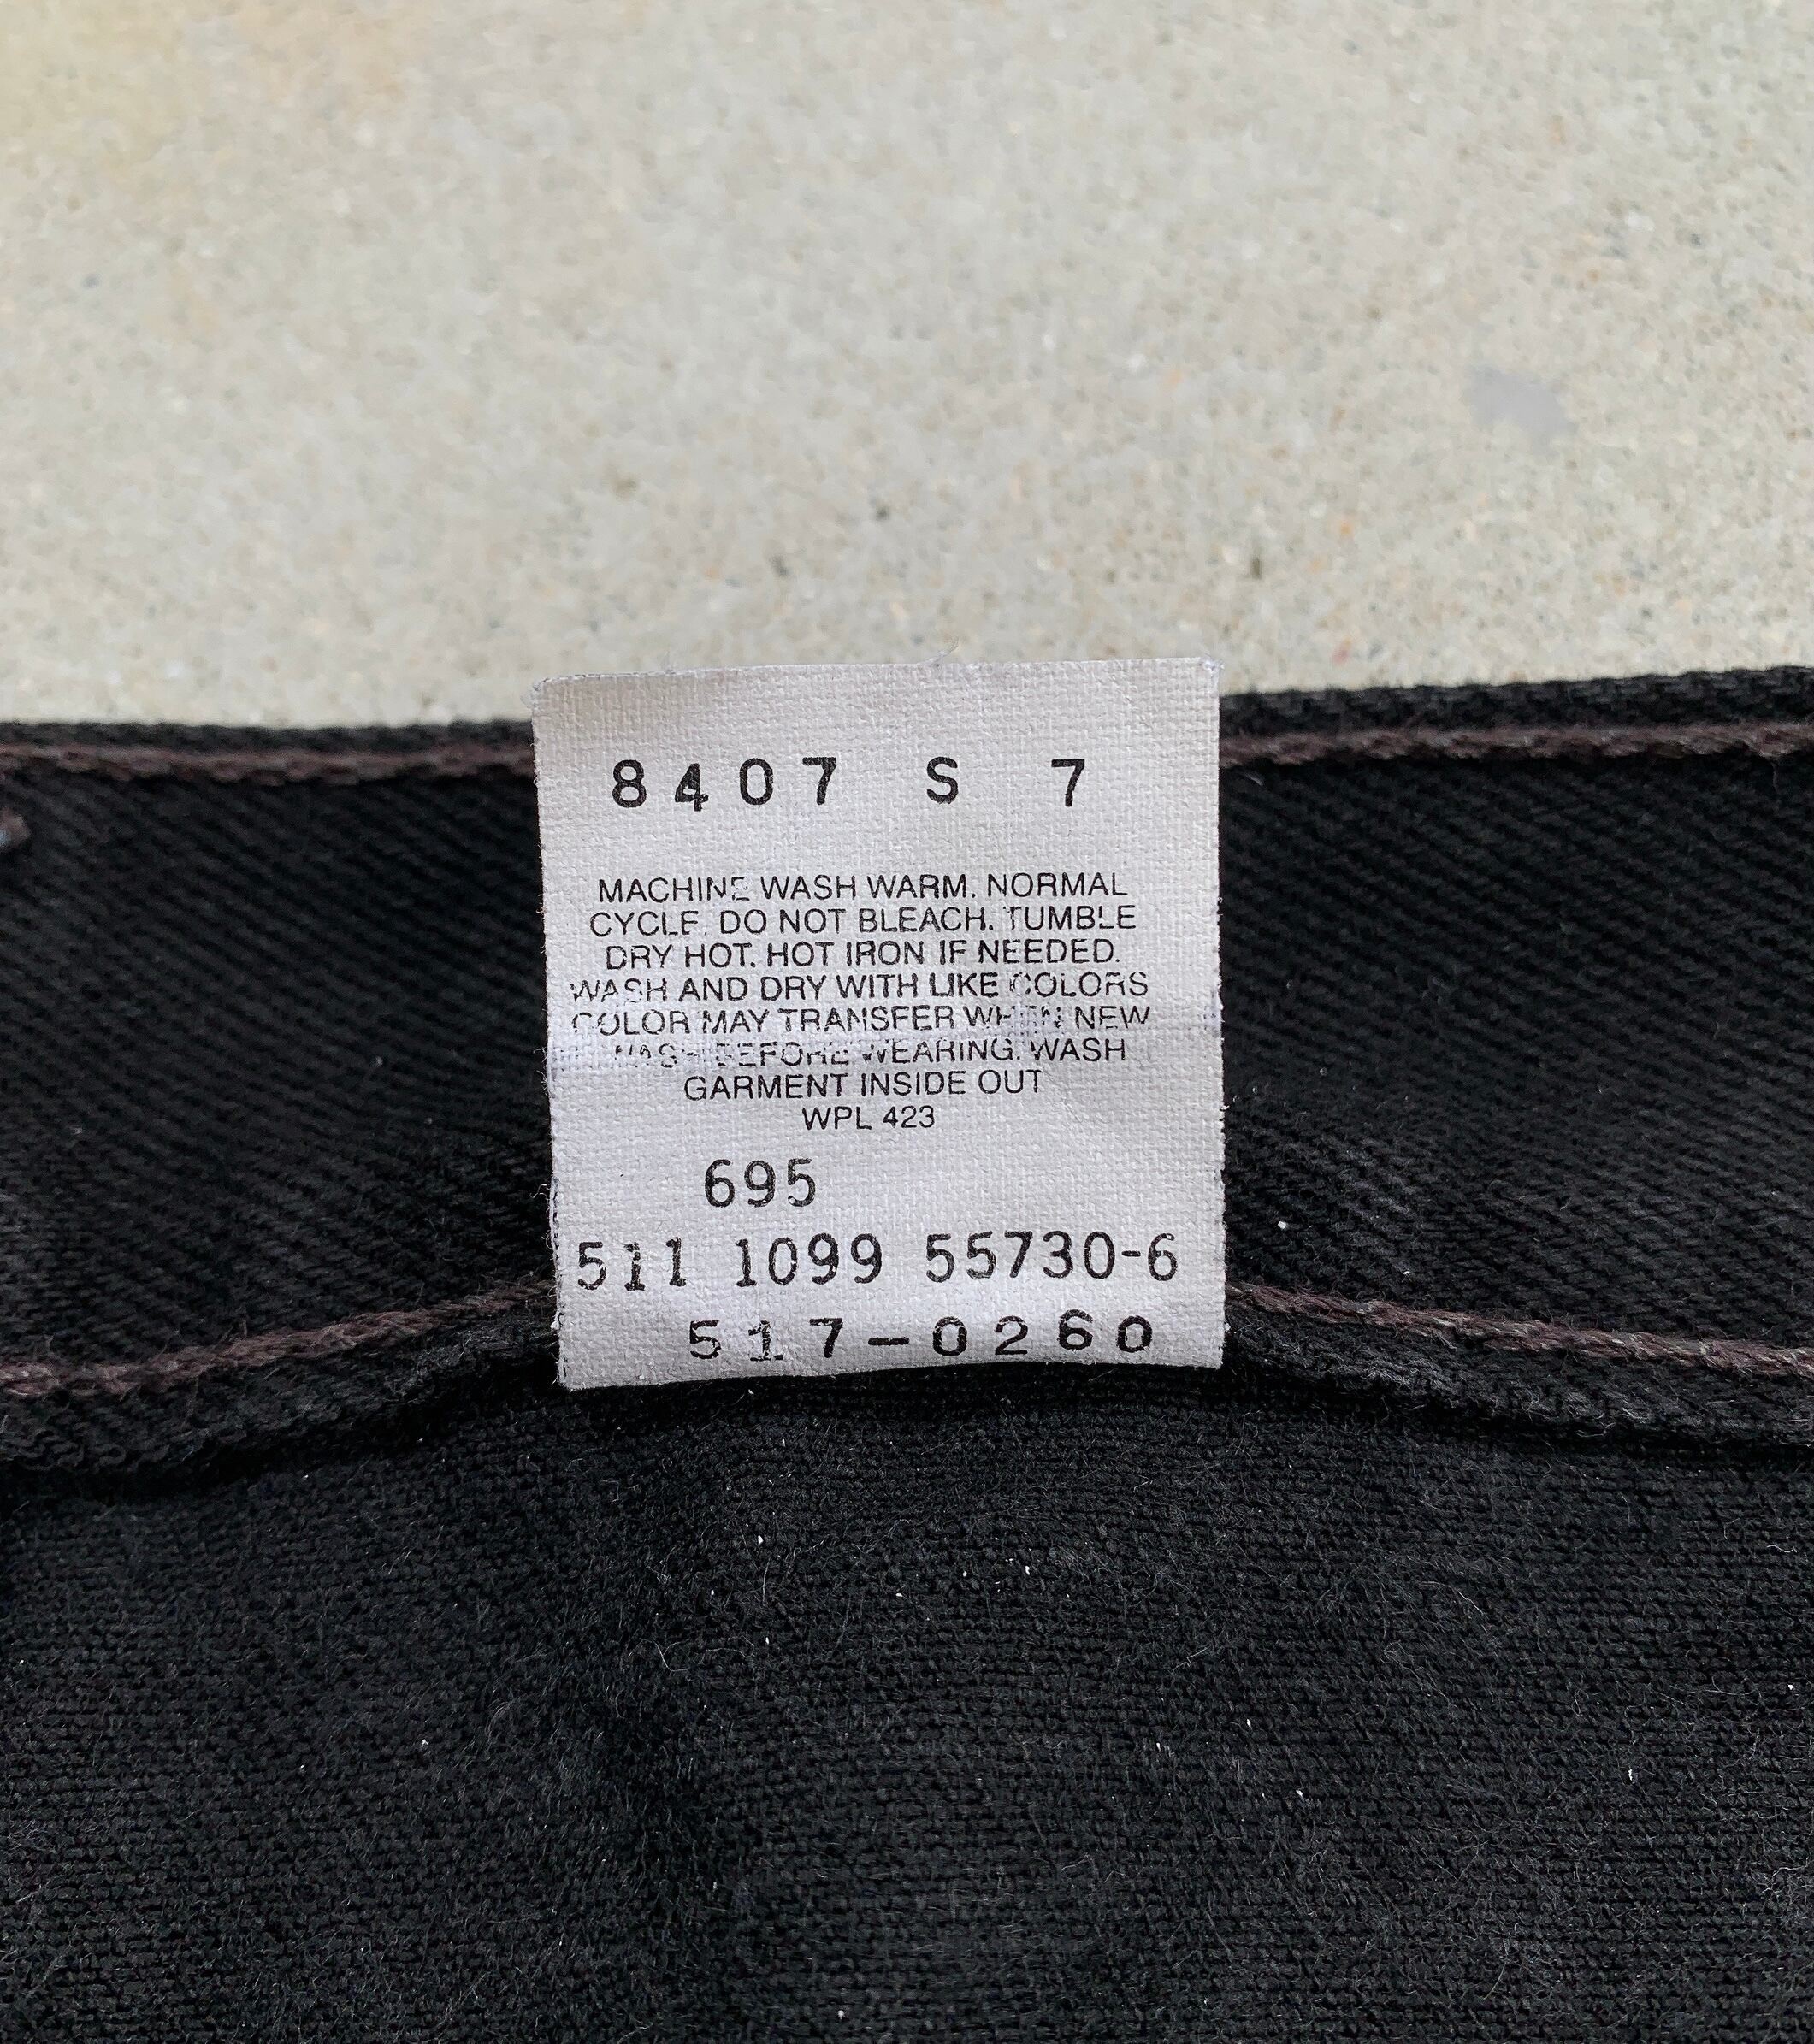 8407 S 7
MACHINE WASH WARM. NORMAL
CYCLE. DO NOT BLEACH. TUMBLE
DRY HOT. HOT IRON IF NEEDED.
WASH AND DRY WITH LIKE COLORS
COLOR MAY TRANSFER WHEN NEW
WASH BEFORE WEARING. WASH
GARMENT INSIDE OUT
WPL 423
695
511 1099 55730-6
517-0260